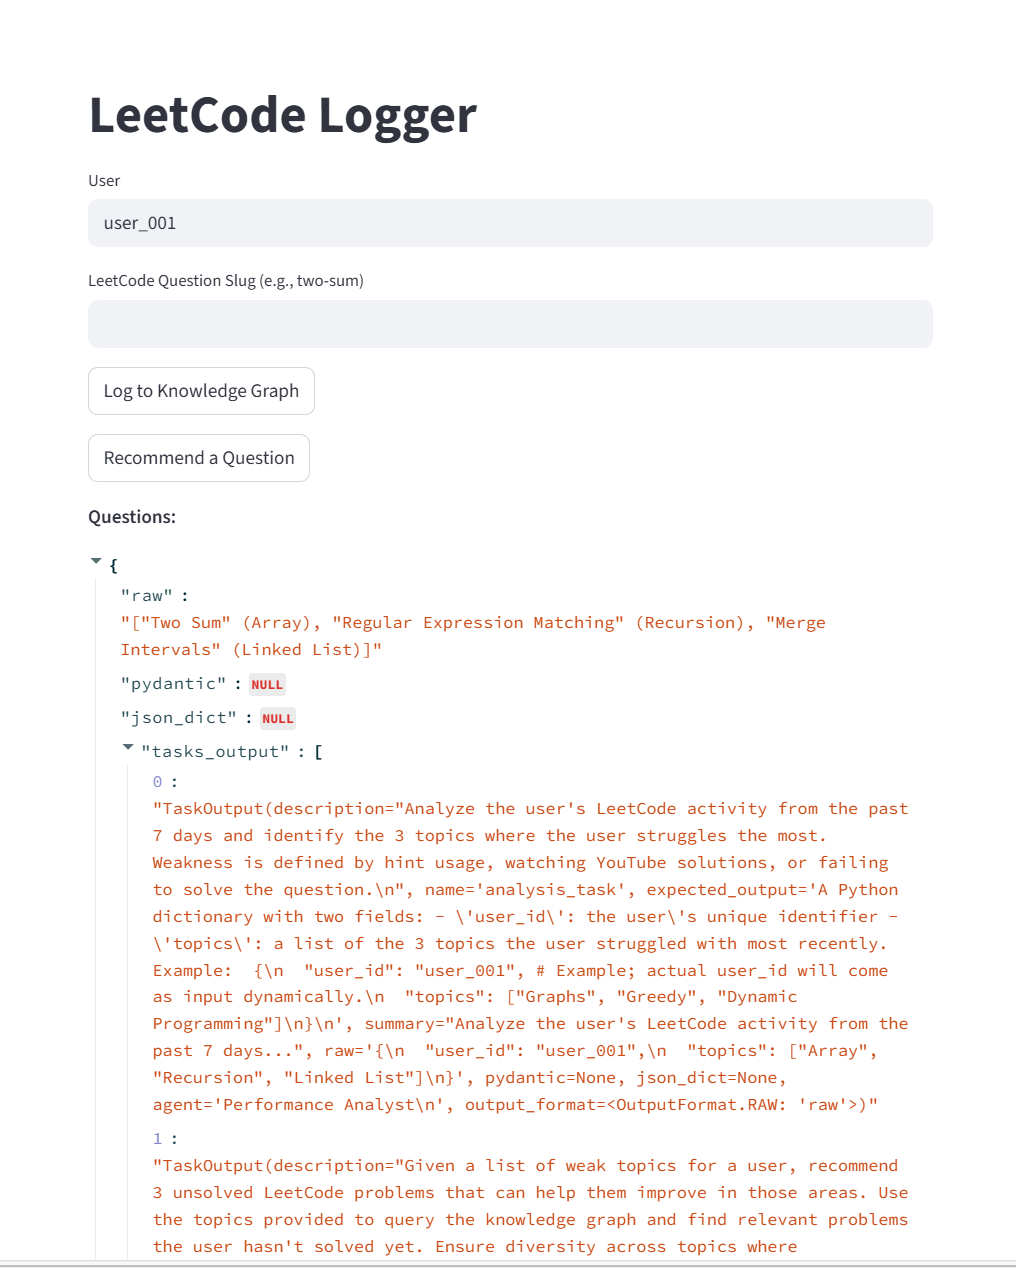 LeetCode Logger
User
user_001
LeetCode Question Slug (e.g., two-sum)
Log to Knowledge Graph
Recommend a Question
Questions:
{
"raw" :
"["Two Sum" (Array), "Regular Expression Matching" (Recursion), "Merge
Intervals" (Linked List)]"
"pydantic" : NULL
"json_dict" : NULL
"tasks_output" : [
0 :
"TaskOutput(description="Analyze the user's LeetCode activity from the past
7 days and identify the 3 topics where the user struggles the most.
Weakness is defined by hint usage, watching YouTube solutions, or failing
to solve the question.\n", name='analysis_task', expected_output='A Python
dictionary with two fields: - \'user_id\': the user\'s unique identifier -
\'topics\': a list of the 3 topics the user struggled with most recently.
Example:  {\n  "user_id": "user_001", # Example; actual user_id will come
as input dynamically.\n  "topics": ["Graphs", "Greedy", "Dynamic
Programming"]\n}\n', summary="Analyze the user's LeetCode activity from the
past 7 days...", raw='{\n  "user_id": "user_001",\n  "topics": ["Array",
"Recursion", "Linked List"]\n}', pydantic=None, json_dict=None,
agent='Performance Analyst\n', output_format=<OutputFormat.RAW: 'raw'>)"
1 :
"TaskOutput(description="Given a list of weak topics for a user, recommend
3 unsolved LeetCode problems that can help them improve in those areas. Use
the topics provided to query the knowledge graph and find relevant problems
the user hasn't solved yet. Ensure diversity across topics where